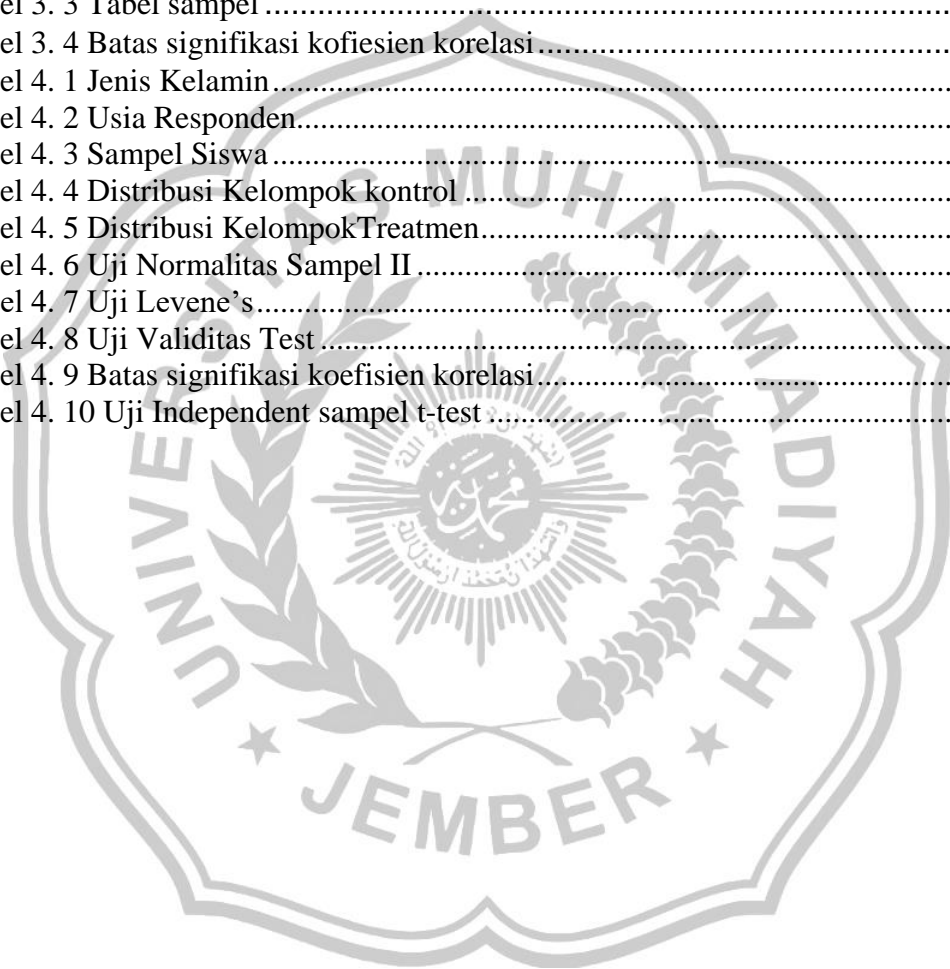 el 3. 3 Tabel sampel
el 3. 4 Batas signifikasi kofiesien korelasi
el 4. 1 Jenis Kelamin
el 4. 2 Usia Responden
el 4. 3 Sampel Siswa
el 4. 4 Distribusi Kelompok kontrol
el 4. 5 Distribusi KelompokTreatmen
el 4. 6 Uji Normalitas Sampel II
el 4. 7 Uji Levene’s
el 4. 8 Uji Validitas Test
el 4. 9 Batas signifikasi koefisien korelasi
el 4. 10 Uji Independent sampel t-test
UNIVERSITAS MUHAMMADIYAH
JEMBER